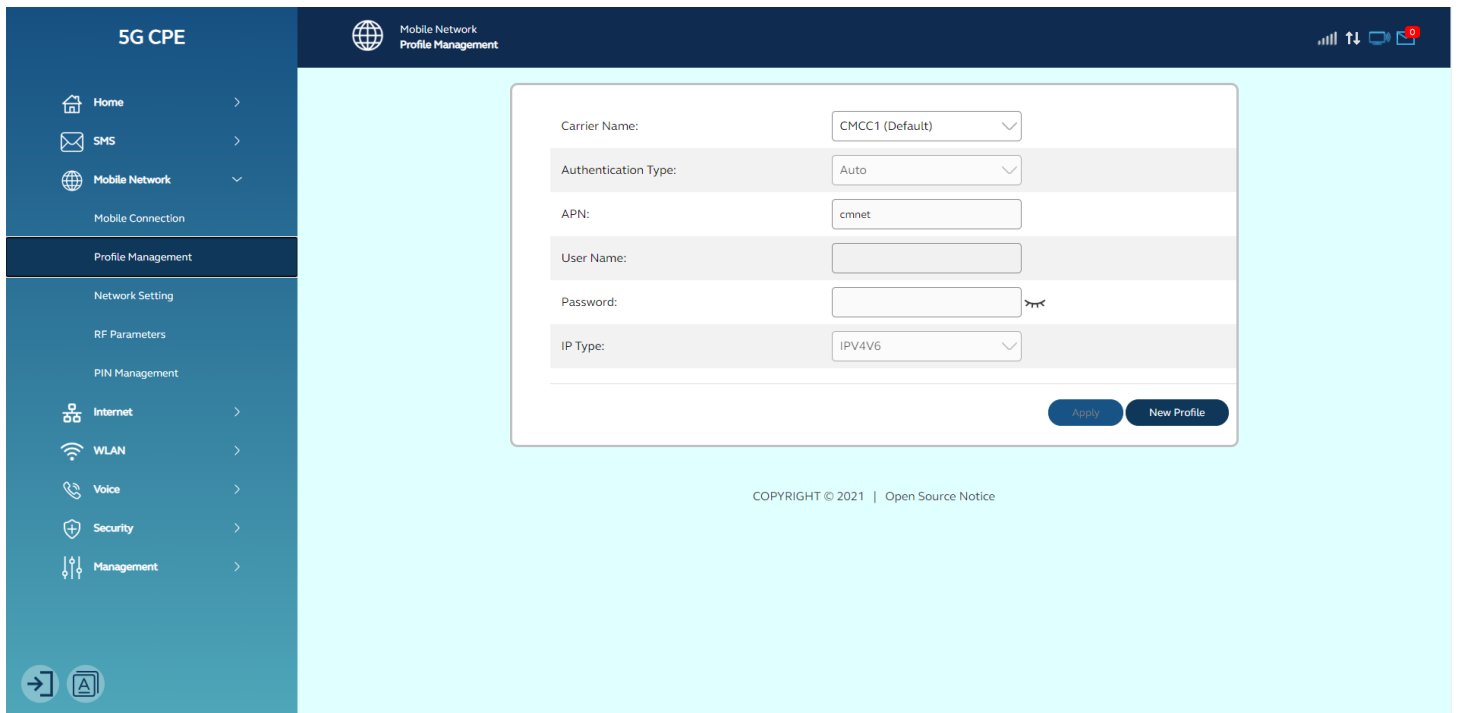 5G CPE
Mobile Network
Profile Management
0
Home
SMS
Mobile Network
Mobile Connection
Profile Management
Network Setting
RF Parameters
PIN Management
Internet
WLAN
Voice
Security
Management
A
Carrier Name: CMCC1 (Default)
Authentication Type: Auto
APN: cmnet
User Name:
Password:
IP Type: IPV4V6
Apply New Profile
COPYRIGHT © 2021 | Open Source Notice